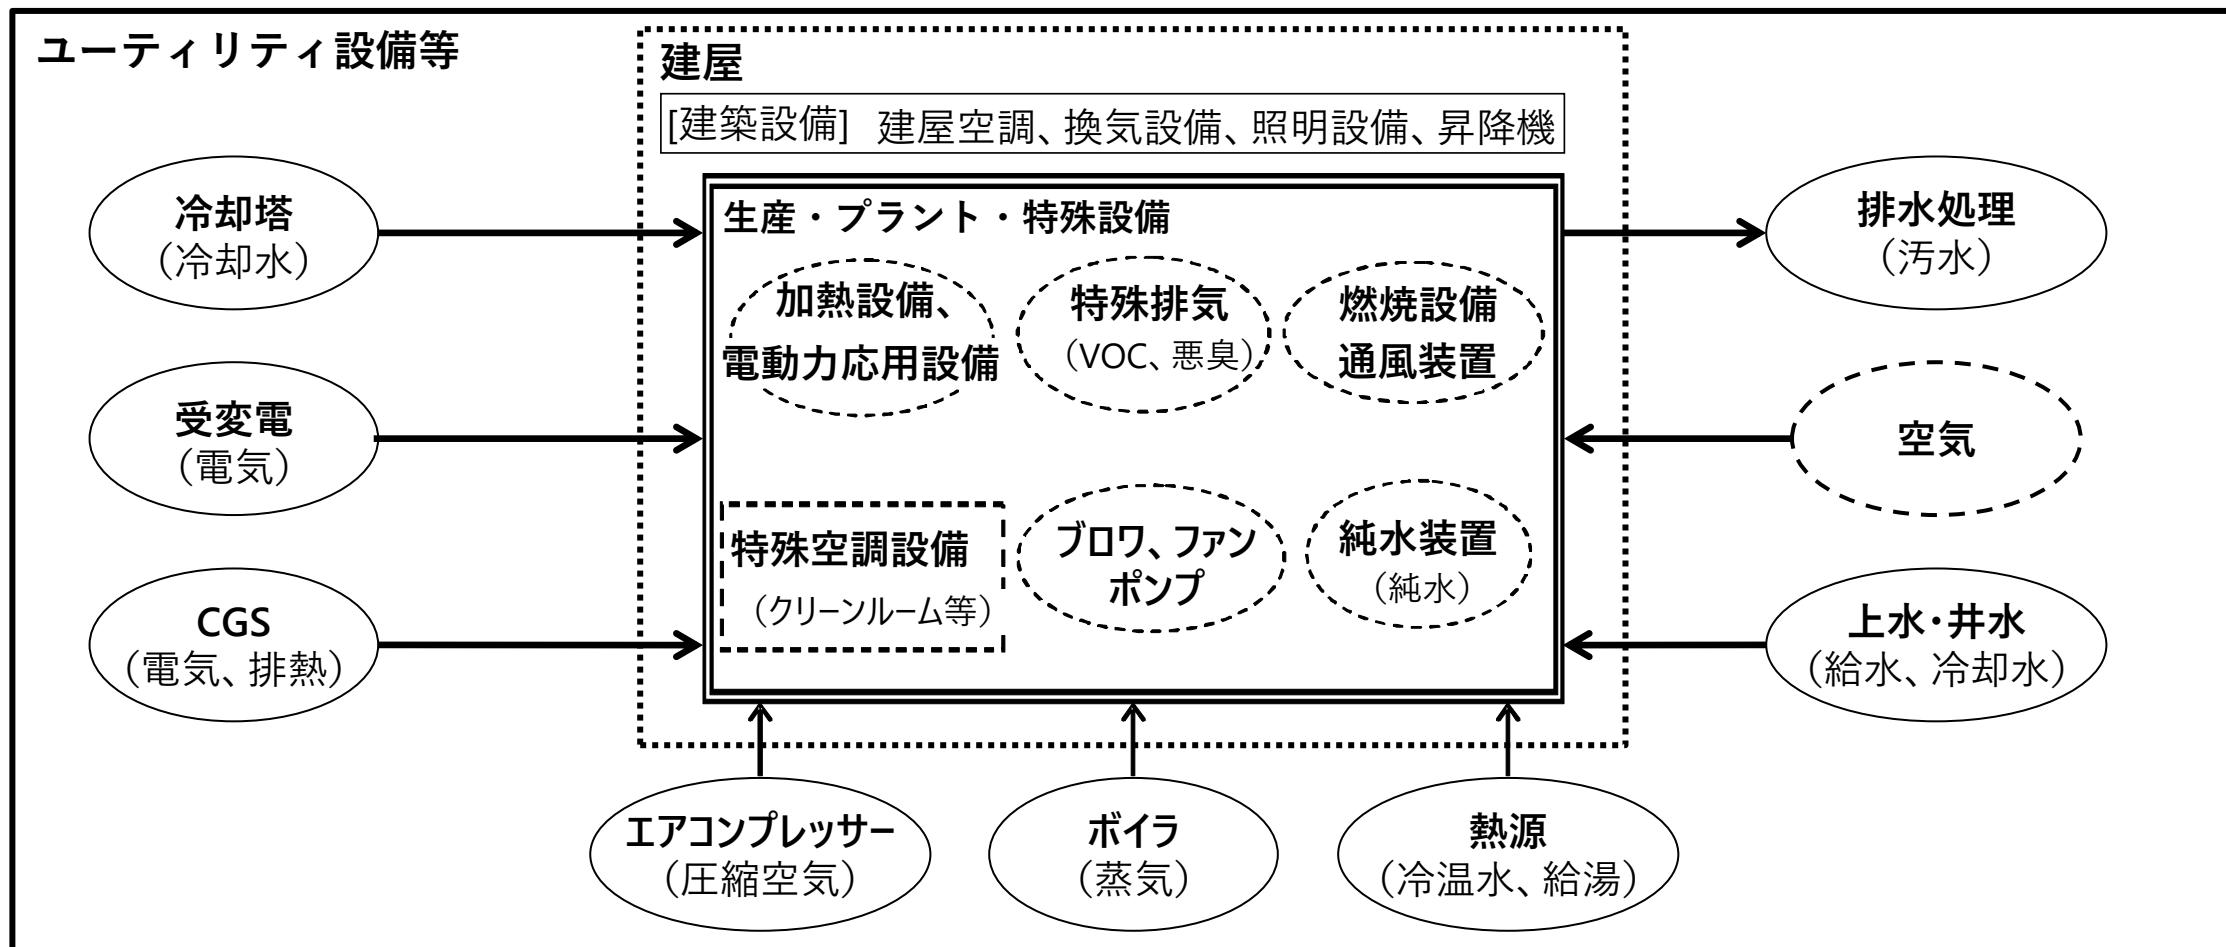 ユーティリティ設備等
建屋
[建築設備] 建屋空調、換気設備、照明設備、昇降機
冷却塔
(冷却水)
受変電
(電気)
CGS
(電気、排熱)
生産・プラント・特殊設備
加熱設備、
電動力応用設備
特殊排気
(VOC、悪臭)
燃焼設備
通風装置
特殊空調設備
(クリーンルーム等)
ブロワ、ファン
ポンプ
純水装置
(純水)
排水処理
(汚水)
空気
上水・井水
(給水、冷却水)
エアコンプレッサー
(圧縮空気)
ボイラ
(蒸気)
熱源
(冷温水、給湯)